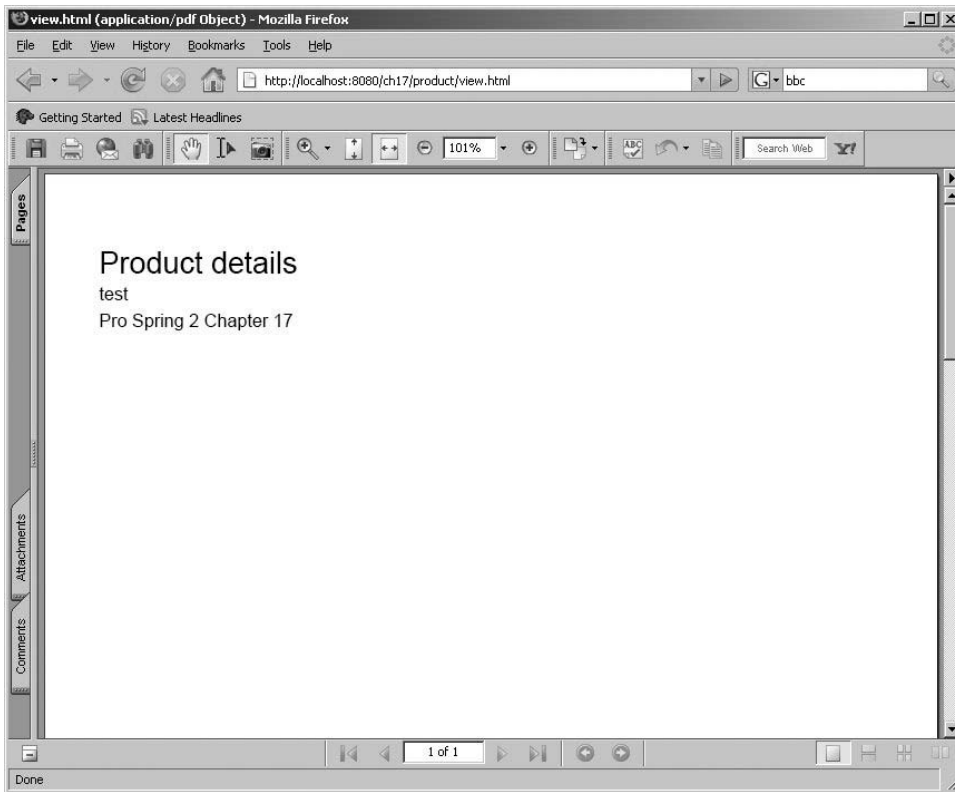 view.html (application/pdf Object) - Mozilla Firefox
File Edit View History Bookmarks Tools Help
http://localhost:8080/ch17/product/view.html G bbc
Getting Started Latest Headlines
101% ABC Search Web Y!
Pages
Product details
test
Pro Spring 2 Chapter 17
Attachments
Comments
1 of 1
Done